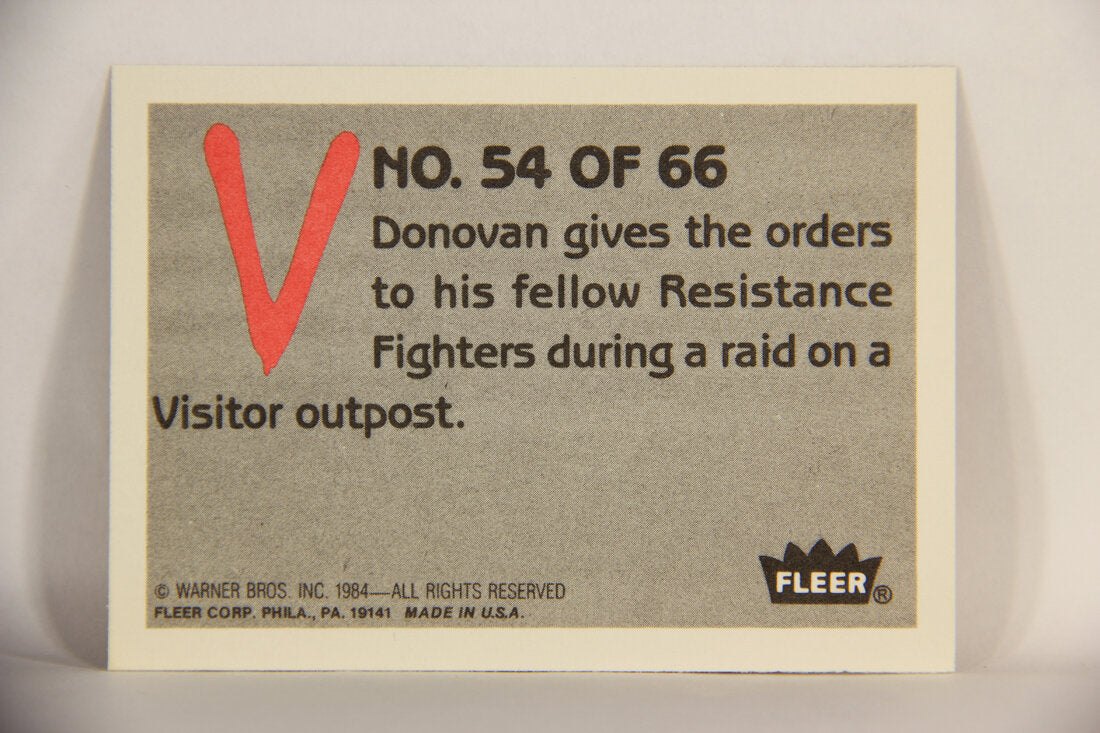 V
NO. 54 OF 66
Donovan gives the orders
to his fellow Resistance
Fighters during a raid on a
Visitor outpost.
© WARNER BROS. INC. 1984—ALL RIGHTS RESERVED
FLEER CORP. PHILA., PA. 19141 MADE IN U.S.A.
FLEER ®